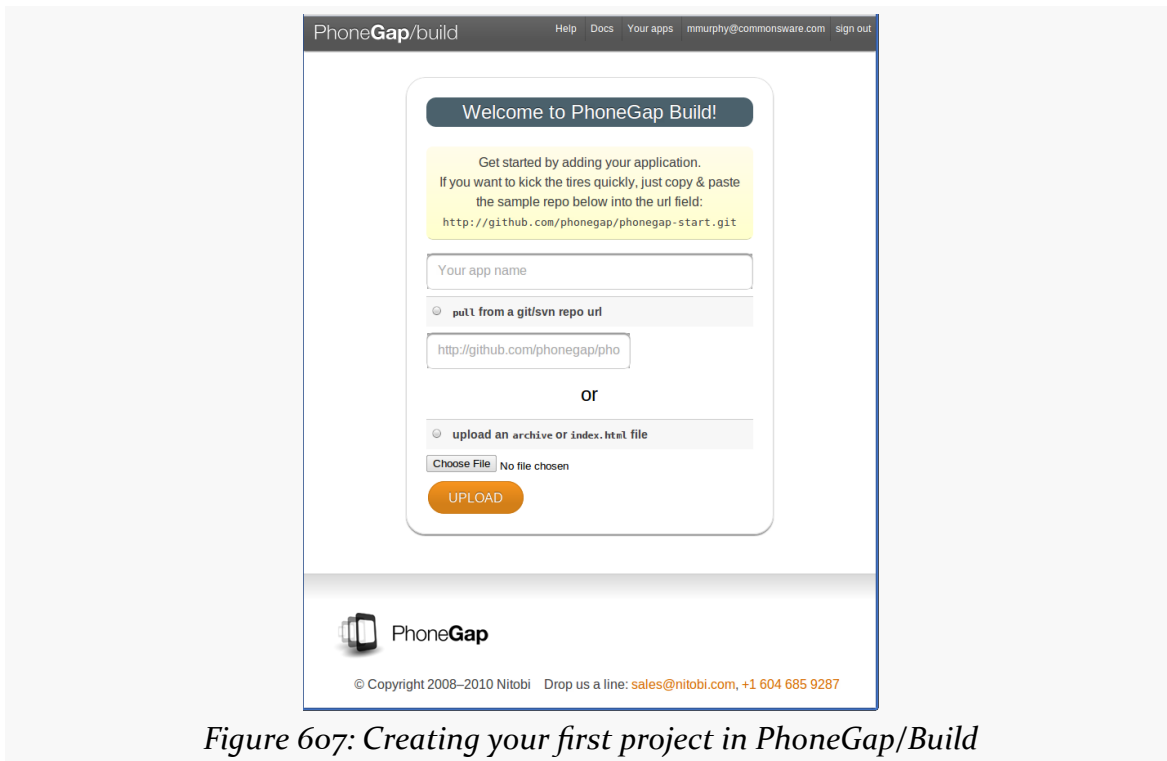 PhoneGap/build
Help Docs Your apps mmurphy@commonsware.com sign out
Welcome to PhoneGap Build!
Get started by adding your application.
If you want to kick the tires quickly, just copy & paste
the sample repo below into the url field:
http://github.com/phonegap/phonegap-start.git
Your app name
pull from a git/svn repo url
http://github.com/phonegap/pho
or
upload an archive or index.html file
Choose File No file chosen
UPLOAD
PhoneGap
© Copyright 2008–2010 Nitobi Drop us a line: sales@nitobi.com, +1 604 685 9287
Figure 607: Creating your first project in PhoneGap/Build